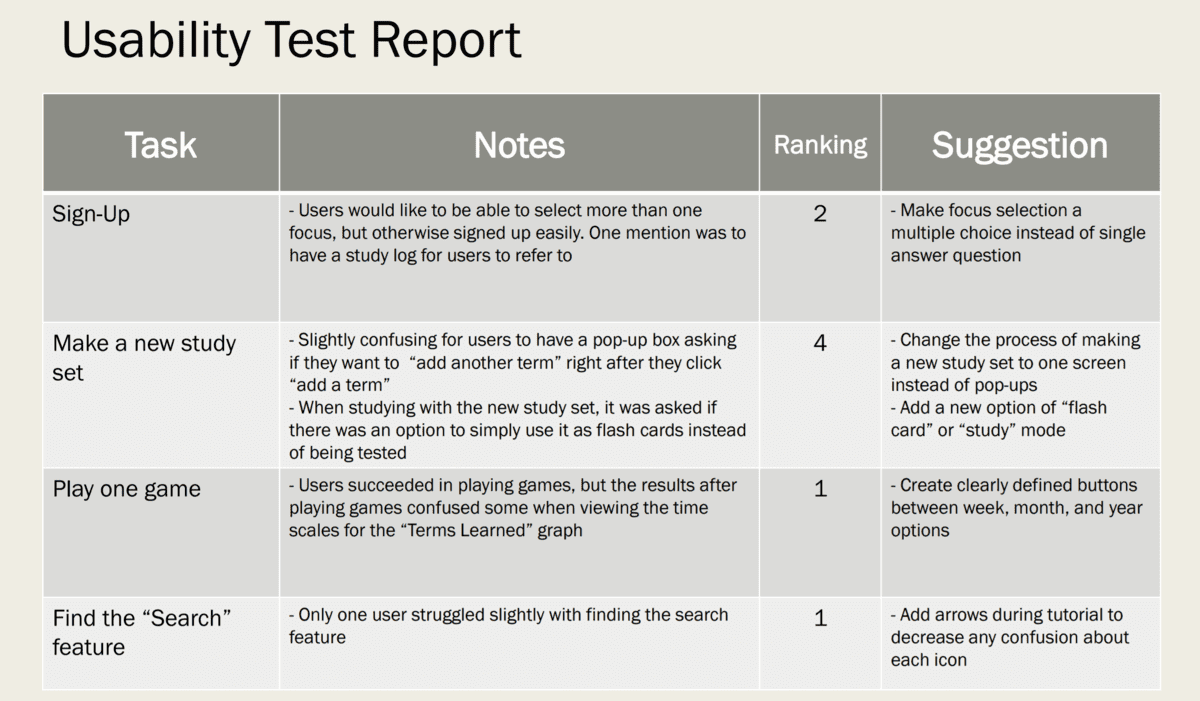 Usability Test Report
Task
Notes
Ranking
Suggestion
Sign-Up
- Users would like to be able to select more than one
focus, but otherwise signed up easily. One mention was to
have a study log for users to refer to
2
- Make focus selection a
multiple choice instead of single
answer question
Make a new study
set
- Slightly confusing for users to have a pop-up box asking
if they want to  “add another term” right after they click
“add a term”
- When studying with the new study set, it was asked if
there was an option to simply use it as flash cards instead
of being tested
4
- Change the process of making
a new study set to one screen
instead of pop-ups
- Add a new option of “flash
card” or “study” mode
Play one game
- Users succeeded in playing games, but the results after
playing games confused some when viewing the time
scales for the “Terms Learned” graph
1
- Create clearly defined buttons
between week, month, and year
options
Find the “Search”
feature
- Only one user struggled slightly with finding the search
feature
1
- Add arrows during tutorial to
decrease any confusion about
each icon